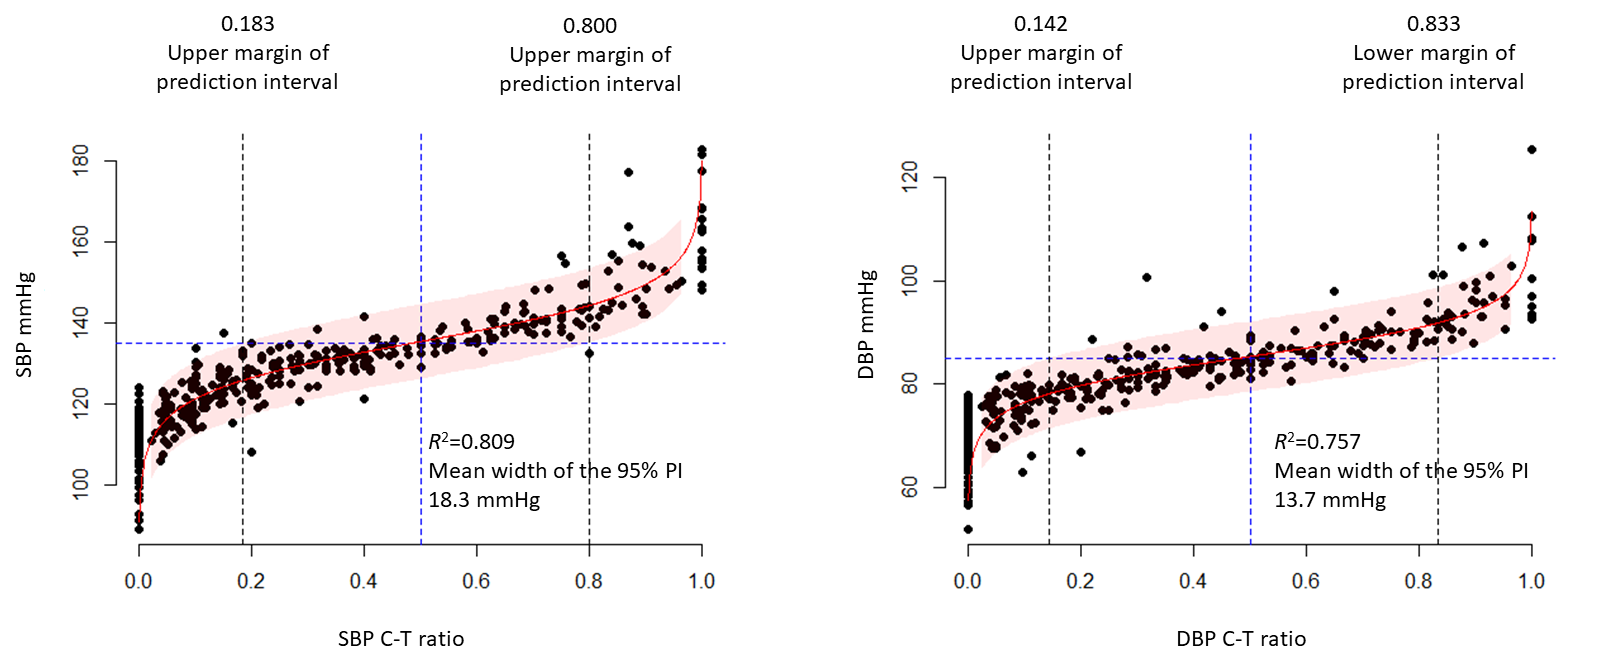 0.183
Upper margin of
prediction interval
0.800
Upper margin of
prediction interval
SBP mmHg
180
160
140
120
100
R²=0.809
Mean width of the 95% PI
18.3 mmHg
0.0 0.2 0.4 0.6 0.8 1.0
SBP C-T ratio
0.142
Upper margin of
prediction interval
0.833
Lower margin of
prediction interval
DBP mmHg
120
100
80
60
R²=0.757
Mean width of the 95% PI
13.7 mmHg
0.0 0.2 0.4 0.6 0.8 1.0
DBP C-T ratio